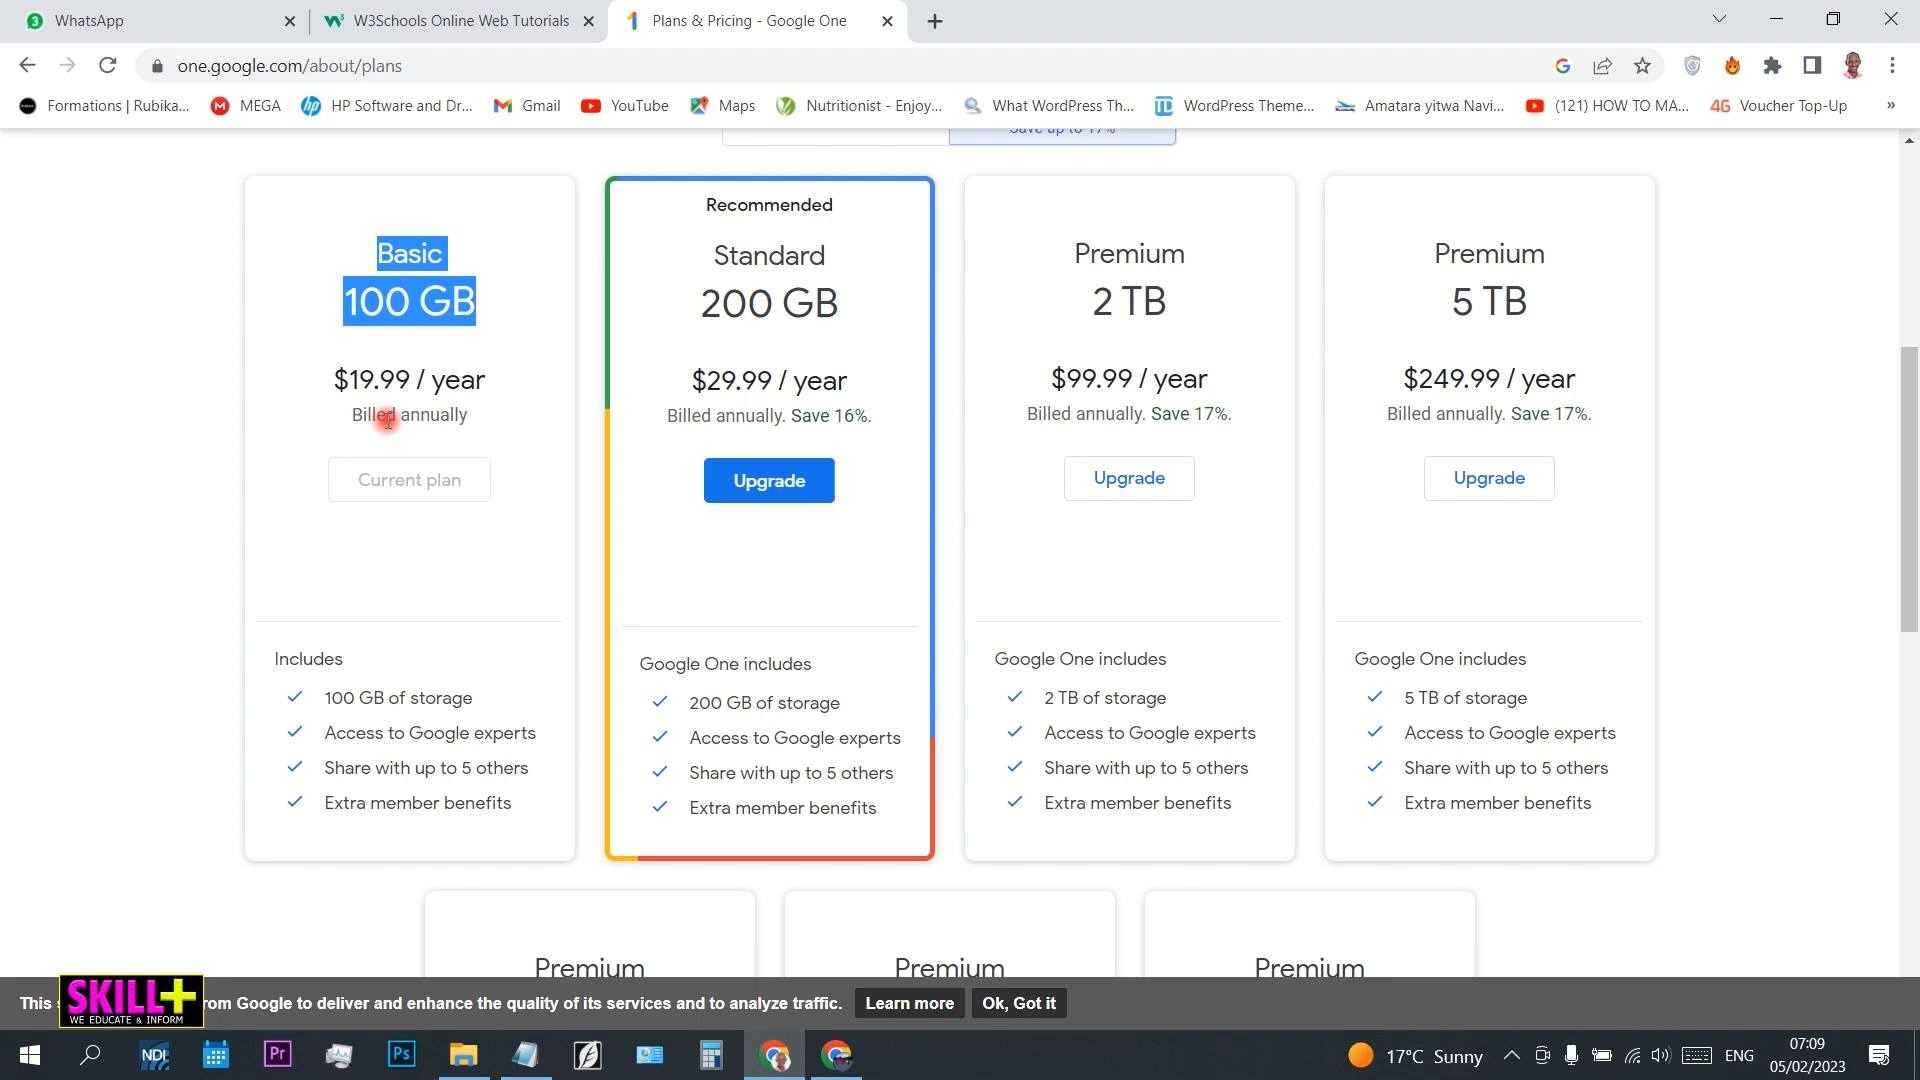 WhatsApp
W3Schools Online Web Tutorials
Plans & Pricing - Google One
one.google.com/about/plans
Formations | Rubika...
MEGA
HP Software and Dr...
Gmail
YouTube
Maps
Nutritionist - Enjoy...
What WordPress Th...
WordPress Theme...
Amatara yitwa Navi...
(121) HOW TO MA...
4G Voucher Top-Up
»
Save up to 17%
Basic
100 GB
$19.99 / year
Billed annually
Current plan
Includes
100 GB of storage
Access to Google experts
Share with up to 5 others
Extra member benefits
Recommended
Standard
200 GB
$29.99 / year
Billed annually. Save 16%.
Upgrade
Google One includes
200 GB of storage
Access to Google experts
Share with up to 5 others
Extra member benefits
Premium
2 TB
$99.99 / year
Billed annually. Save 17%.
Upgrade
Google One includes
2 TB of storage
Access to Google experts
Share with up to 5 others
Extra member benefits
Premium
5 TB
$249.99 / year
Billed annually. Save 17%.
Upgrade
Google One includes
5 TB of storage
Access to Google experts
Share with up to 5 others
Extra member benefits
Premium
Premium
Premium
This
SKILL+
WE EDUCATE & INFORM
rom Google to deliver and enhance the quality of its services and to analyze traffic.
Learn more
Ok, Got it
NDI
Pr
Ps
17°C Sunny
ENG
07:09
05/02/2023